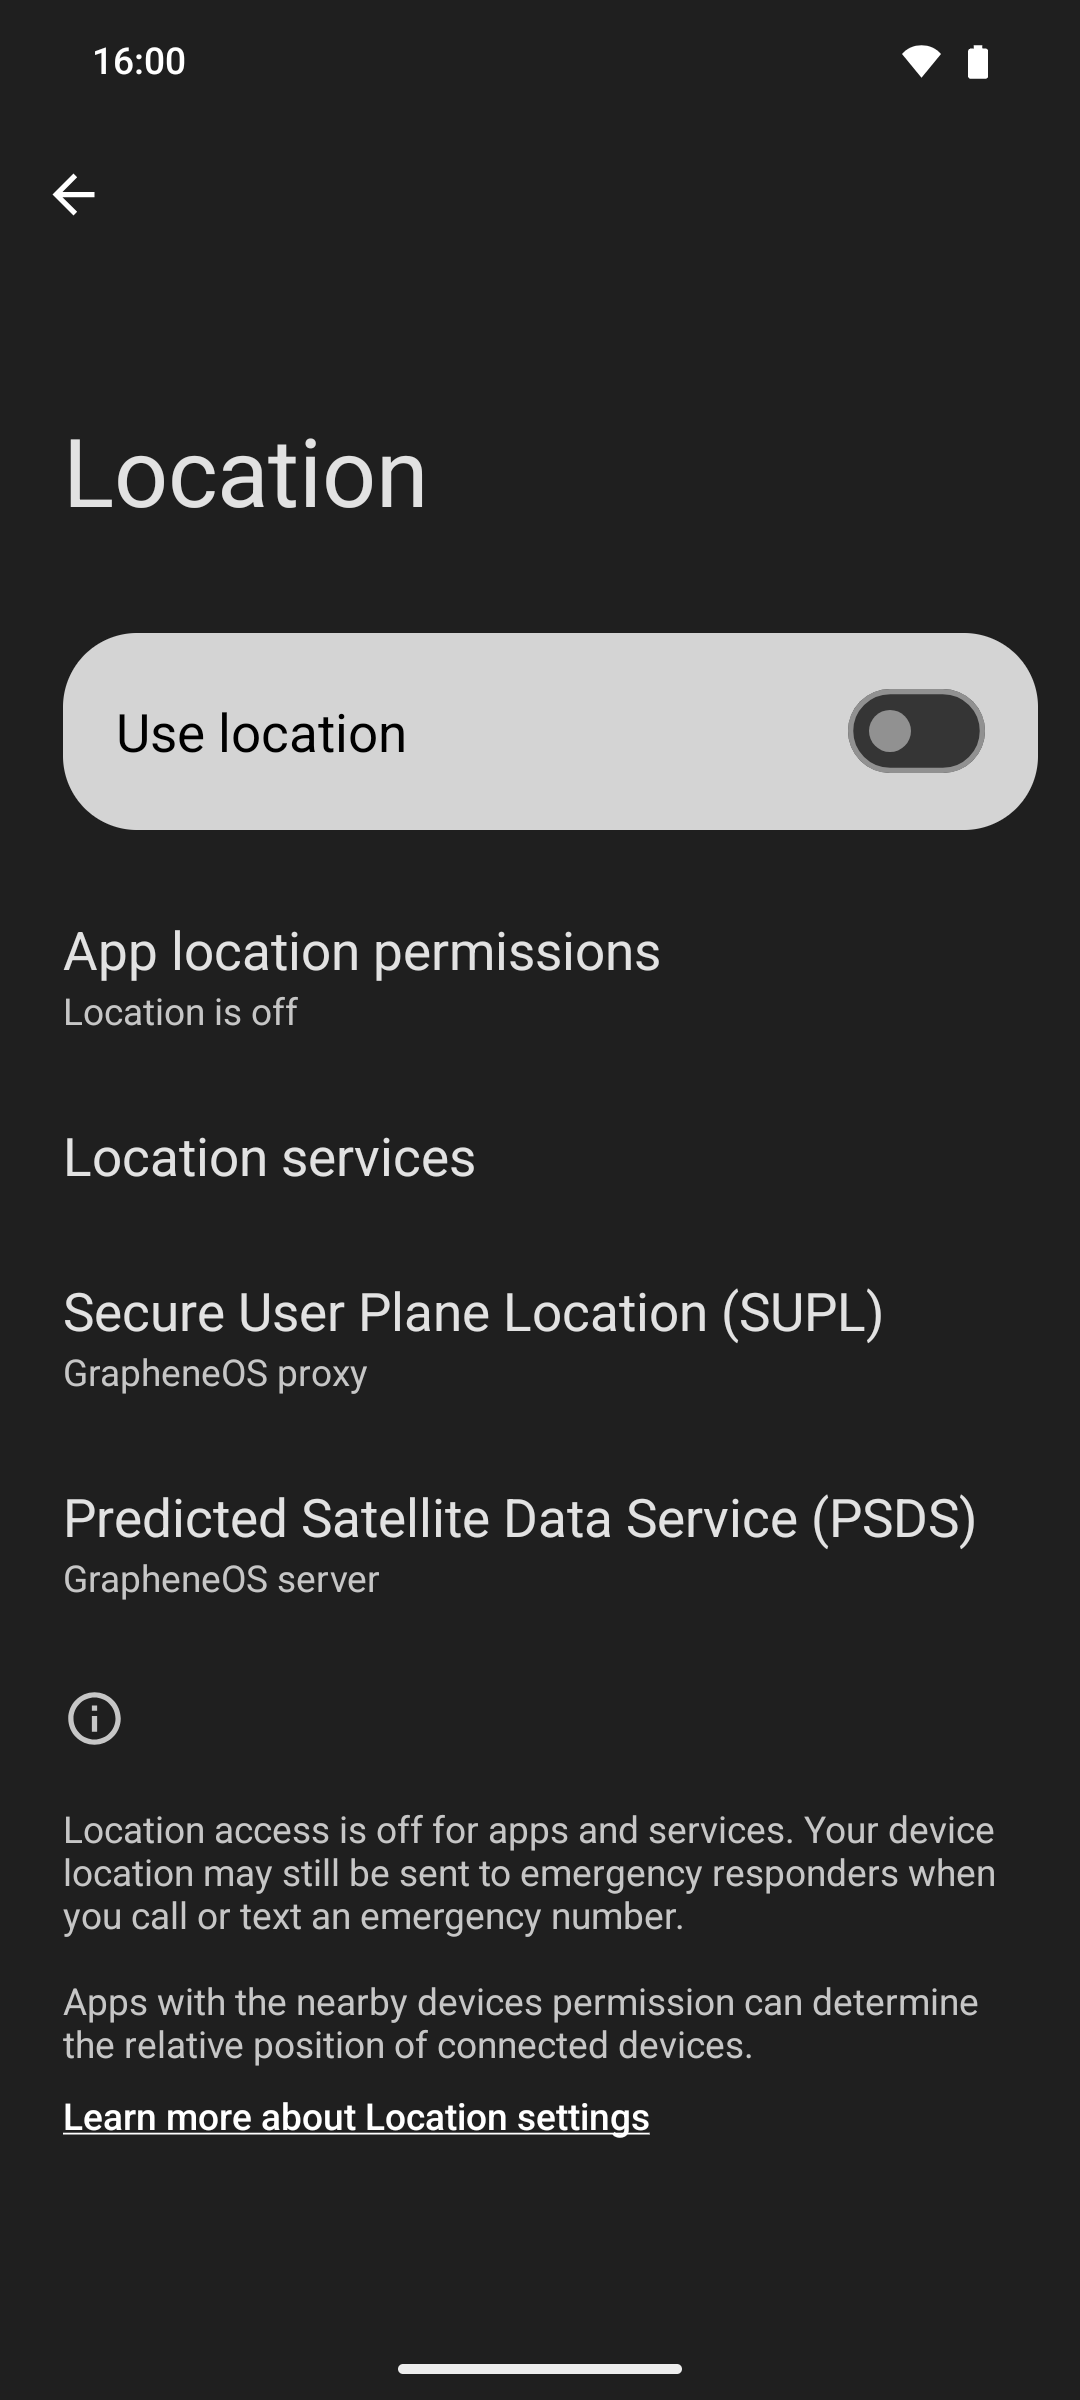 16:00
Location
Use location
App location permissions
Location is off
Location services
Secure User Plane Location (SUPL)
GrapheneOS proxy
Predicted Satellite Data Service (PSDS)
GrapheneOS server
Location access is off for apps and services. Your device
location may still be sent to emergency responders when
you call or text an emergency number.
Apps with the nearby devices permission can determine
the relative position of connected devices.
Learn more about Location settings